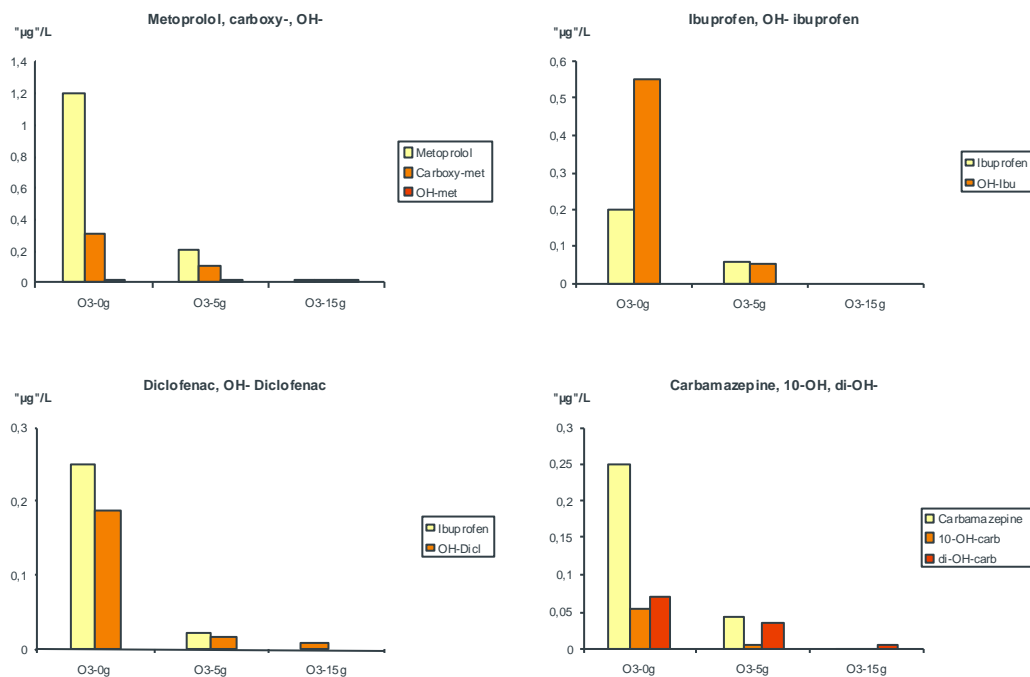 Metoprolol, carboxy-, OH-
"µg"/L
1,4
1,2
1
0,8
0,6
0,4
0,2
0
O3-0g
O3-5g
O3-15g
Metoprolol
Carboxy-met
OH-met
Ibuprofen, OH- ibuprofen
"µg"/L
0,6
0,5
0,4
0,3
0,2
0,1
0
O3-0g
O3-5g
O3-15g
Ibuprofen
OH-Ibu
Diclofenac, OH- Diclofenac
"µg"/L
0,3
0,2
0,1
0
O3-0g
O3-5g
O3-15g
Ibuprofen
OH-Dicl
Carbamazepine, 10-OH, di-OH-
"µg"/L
0,3
0,25
0,2
0,15
0,1
0,05
0
O3-0g
O3-5g
O3-15g
Carbamazepine
10-OH-carb
di-OH-carb